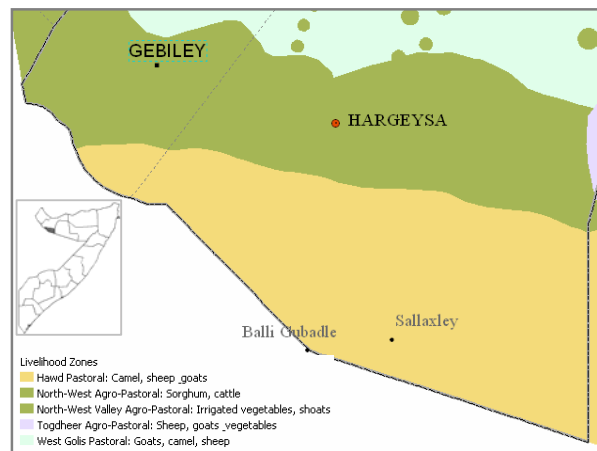 GEBILEY
HARGEYSA
Sallaxley
Balli Gubadle
Livelihood Zones
Hawd Pastoral: Camel, sheep ,goats
North-West Agro-Pastoral: Sorghum, cattle
North-West Valley Agro-Pastoral: Irrigated vegetables, shoats
Togdheer Agro-Pastoral: Sheep, goats ,vegetables
West Golis Pastoral: Goats, camel, sheep